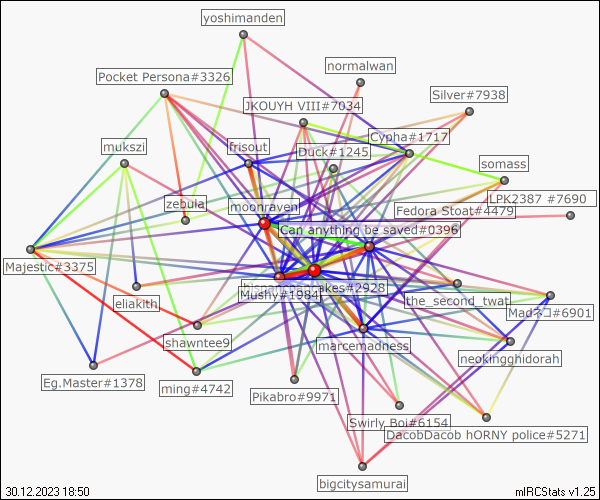 yoshimanden
normalwan
Pocket Persona#3326
Silver#7938
JKOUYH VIII#7034
Cypha#1717
mukszi
frisout
Duck#1245
somass
zebula
moonraven
LPK2387 #7690
Fedora Stoat#4479
Can anything be saved#0396
Majestic#3375
cakes#2928
Mushy#1984
eliakith
the_second_twat
Madネコ#6901
shawntee9
marcemadness
neokingghidorah
Eg.Master#1378
ming#4742
Pikabro#9971
Swirly Boi#6154
DacobDacob hORNY police#5271
bigcitysamurai
30.12.2023 18:50
mIRCStats v1.25